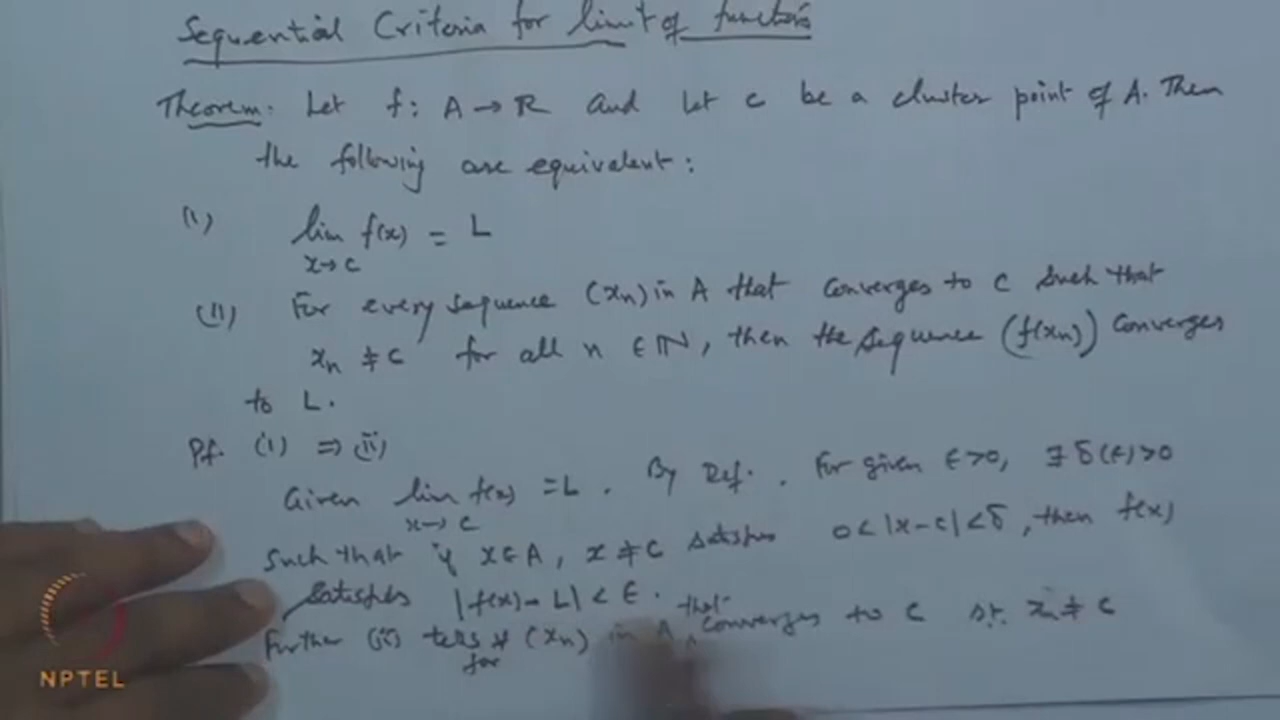 Sequential Criteria for limit of functions
Theorem. Let f: A → R and let c be a cluster point of A. Then
the following are equivalent:
(i) lim f(x) = L
x→c
(ii) For every sequence (xn) in A that converges to c such that
xn ≠ c for all n ∈ ℕ, then the sequence (f(xn)) converges
to L.
Pf. (i) ⇒ (ii)
Given lim f(x) = L. By Def. For given ε>0, ∃ δ(ε)>0
x→c
such that if x∈A, x≠c satisfies 0<|x-c|<δ, then f(x)
satisfies |f(x)-L|<ε.
Further (ii) tells for (xn) in A that converges to c st. xn ≠ c
NPTEL